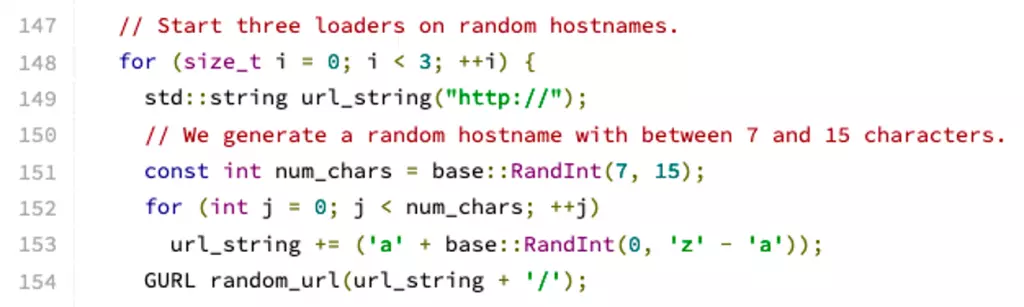 147 // Start three loaders on random hostnames.
148 for (size_t i = 0; i < 3; ++i) {
149 std::string url_string("http://");
150 // We generate a random hostname with between 7 and 15 characters.
151 const int num_chars = base::RandInt(7, 15);
152 for (int j = 0; j < num_chars; ++j)
153 url_string += ('a' + base::RandInt(0, 'z' - 'a'));
154 GURL random_url(url_string + '/');